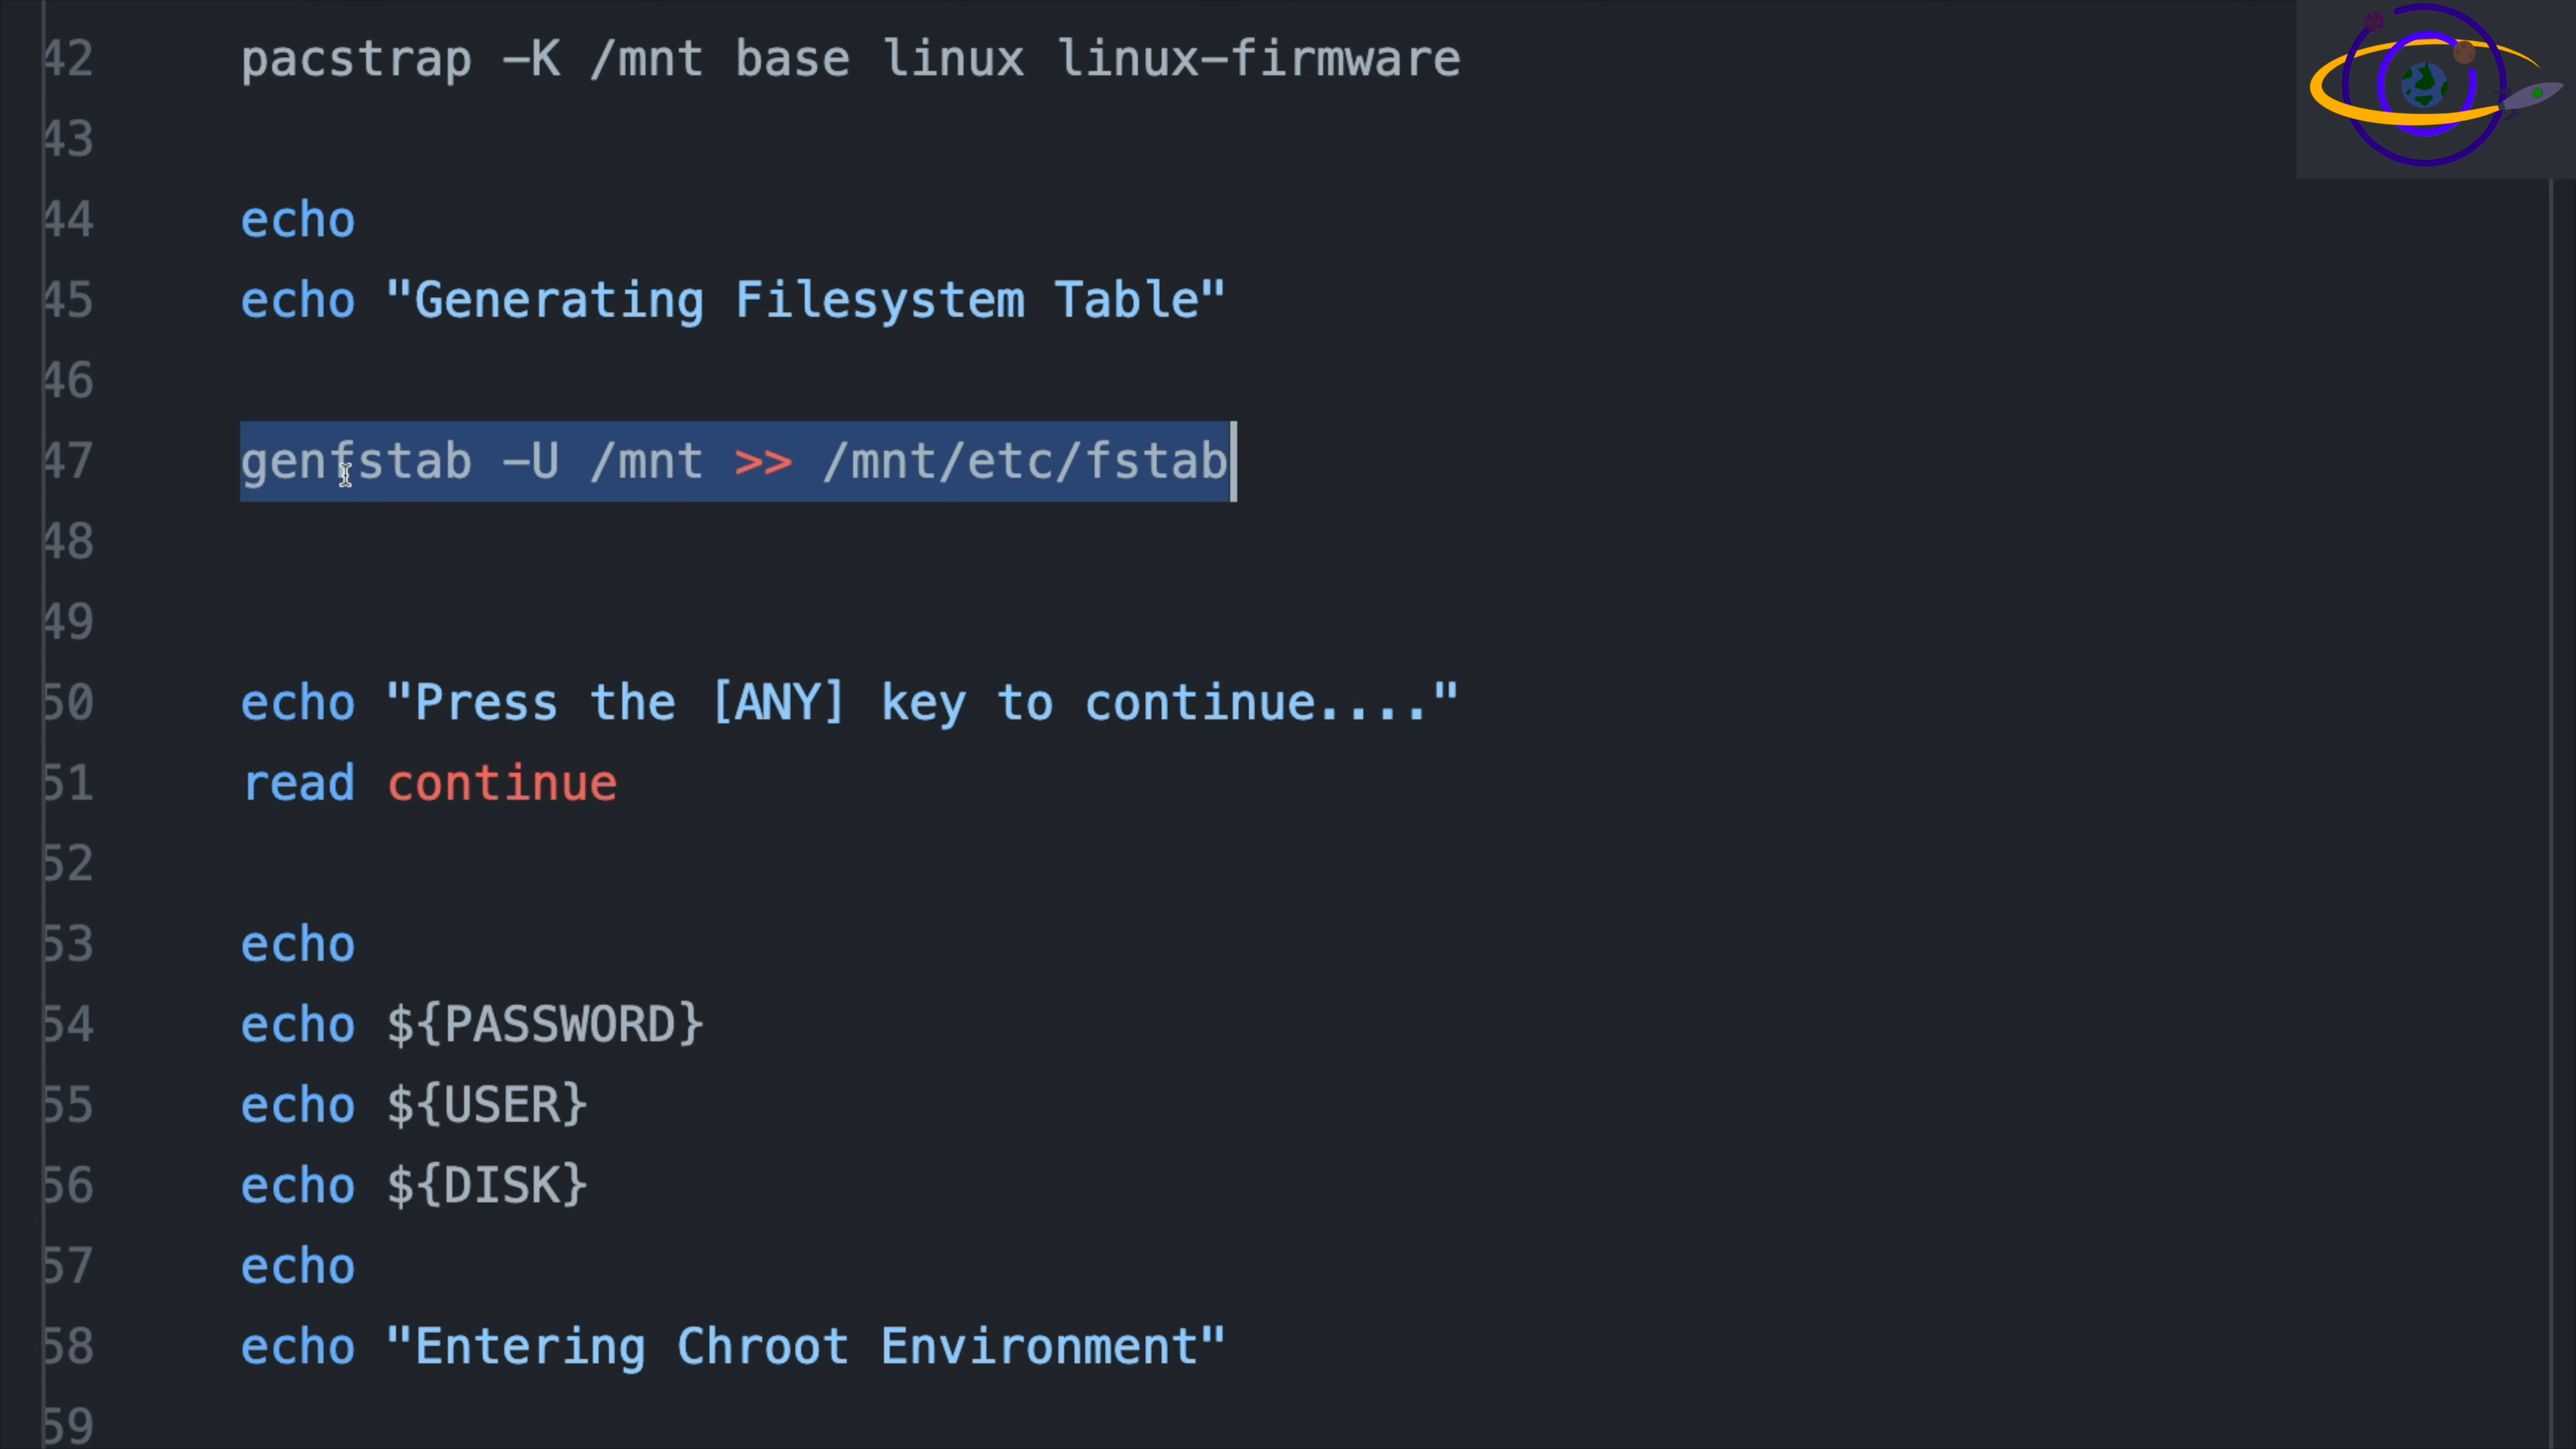 42 pacstrap -K /mnt base linux linux-firmware
43
44 echo
45 echo "Generating Filesystem Table"
46
47 genfstab -U /mnt >> /mnt/etc/fstab
48
49
50 echo "Press the [ANY] key to continue...."
51 read continue
52
53 echo
54 echo ${PASSWORD}
55 echo ${USER}
56 echo ${DISK}
57 echo
58 echo "Entering Chroot Environment"
59